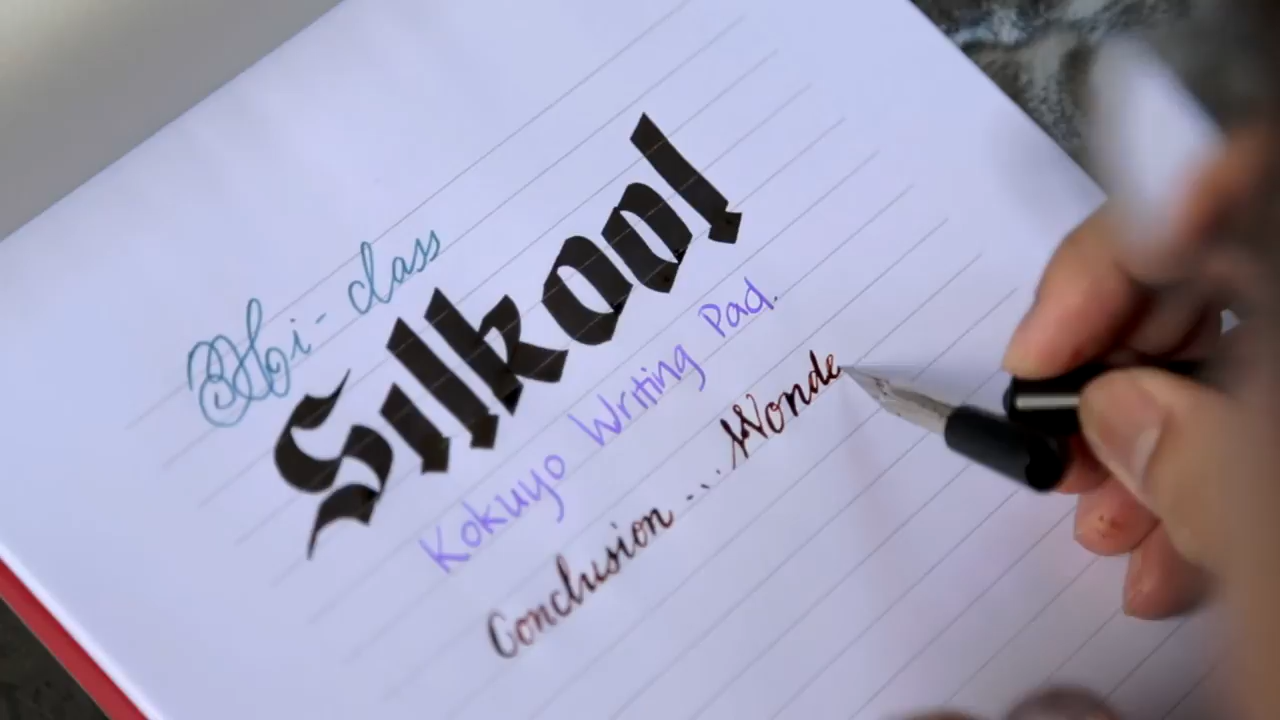 Hi-class
Silkool
Kokuyo Writing Pad.
Conclusion ... Wonde